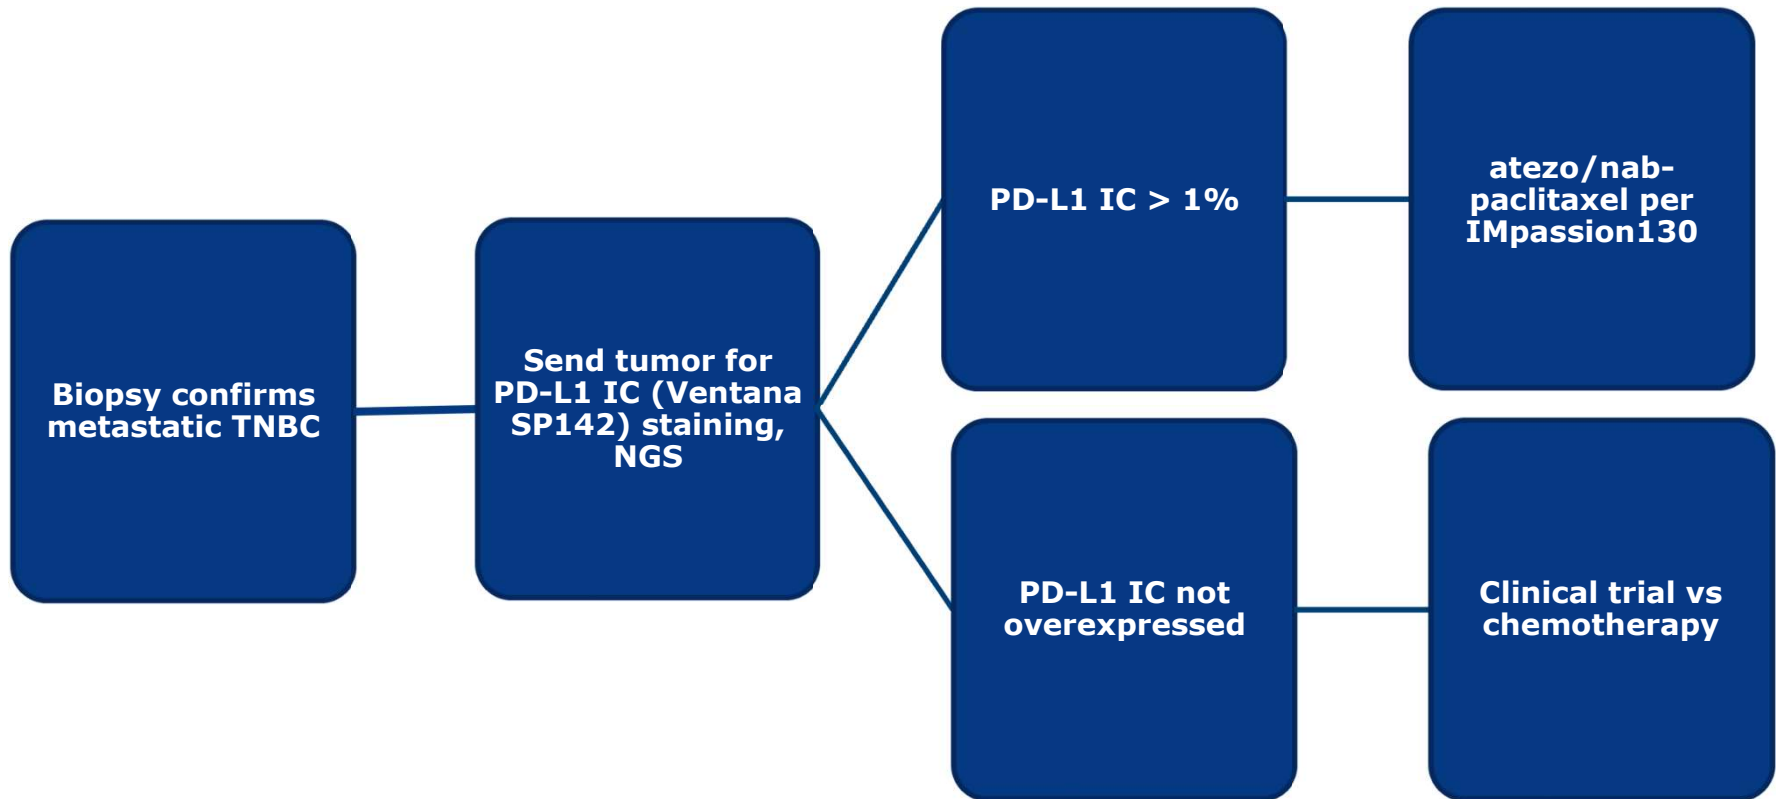 Biopsy confirms
metastatic TNBC
Send tumor for
PD-L1 IC (Ventana
SP142) staining,
NGS
PD-L1 IC > 1%
atezo/nab-
paclitaxel per
IMpassion130
PD-L1 IC not
overexpressed
Clinical trial vs
chemotherapy